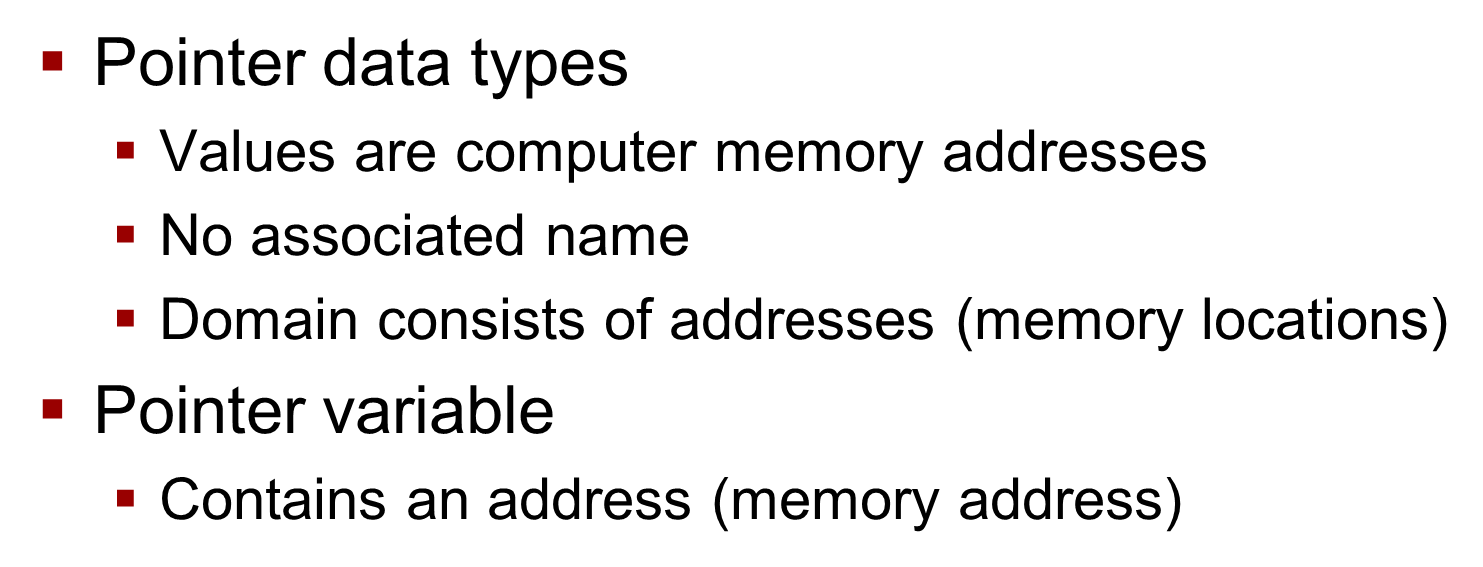 ▪ Pointer data types
▪ Values are computer memory addresses
▪ No associated name
▪ Domain consists of addresses (memory locations)
▪ Pointer variable
▪ Contains an address (memory address)